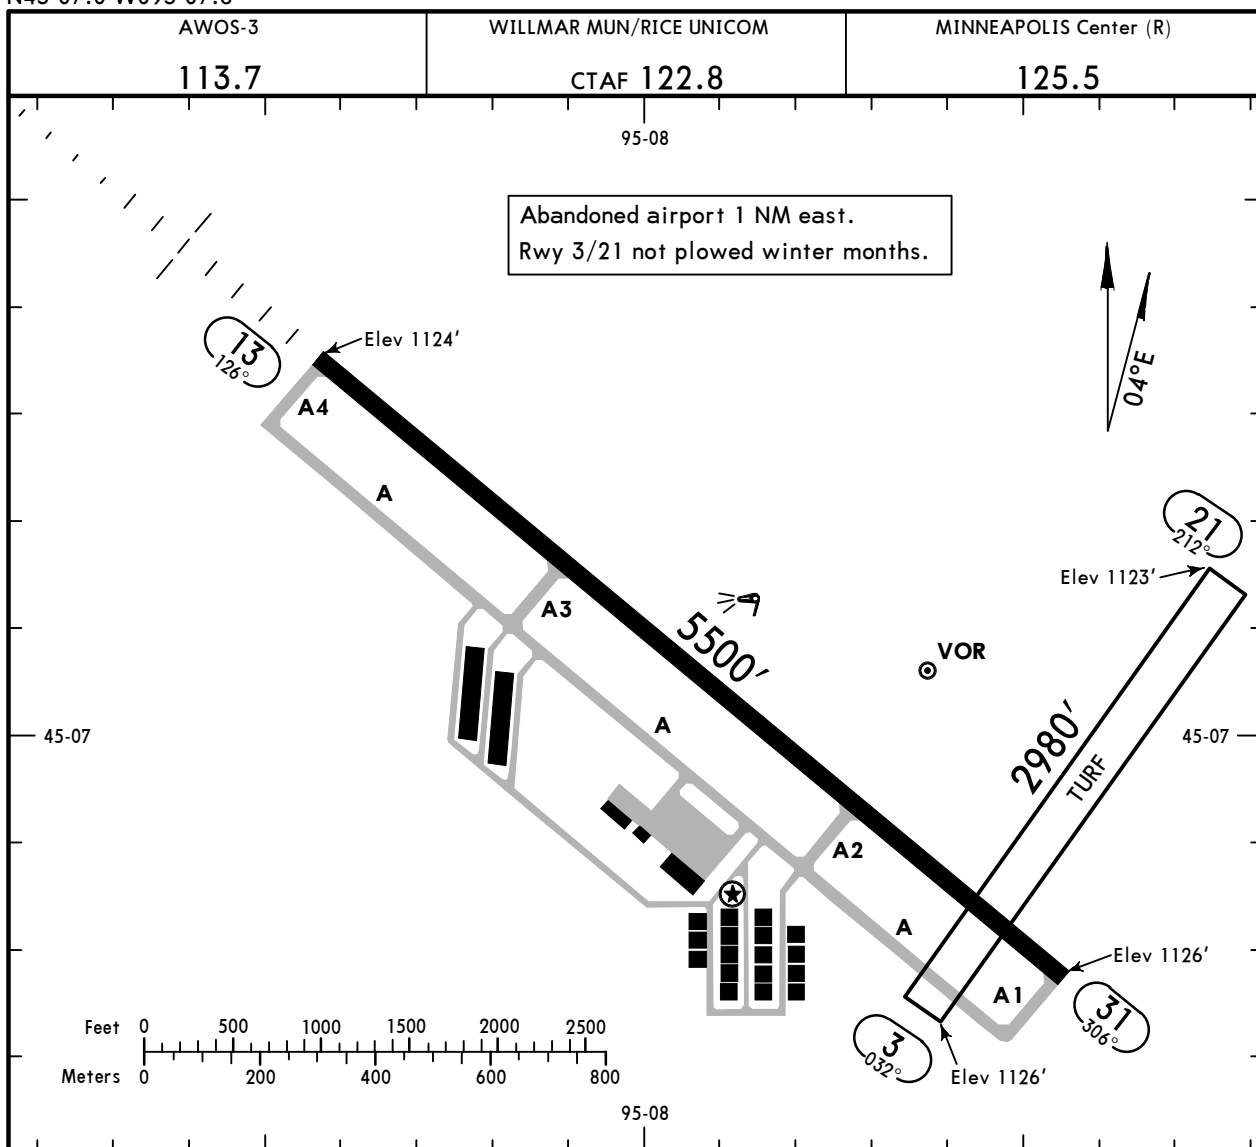 AWOS-3
113.7
WILLMAR MUN/RICE UNICOM
CTAF 122.8
MINNEAPOLIS Center (R)
125.5
95-08
Abandoned airport 1 NM east.
Rwy 3/21 not plowed winter months.
04°E
13
126°
Elev 1124'
A4
A
A3
5500'
VOR
21
212°
Elev 1123'
45-07
45-07
A
2980'
TURF
A2
A
A1
Elev 1126'
31
306°
3
032°
Elev 1126'
Feet 0 500 1000 1500 2000 2500
Meters 0 200 400 600 800
95-08